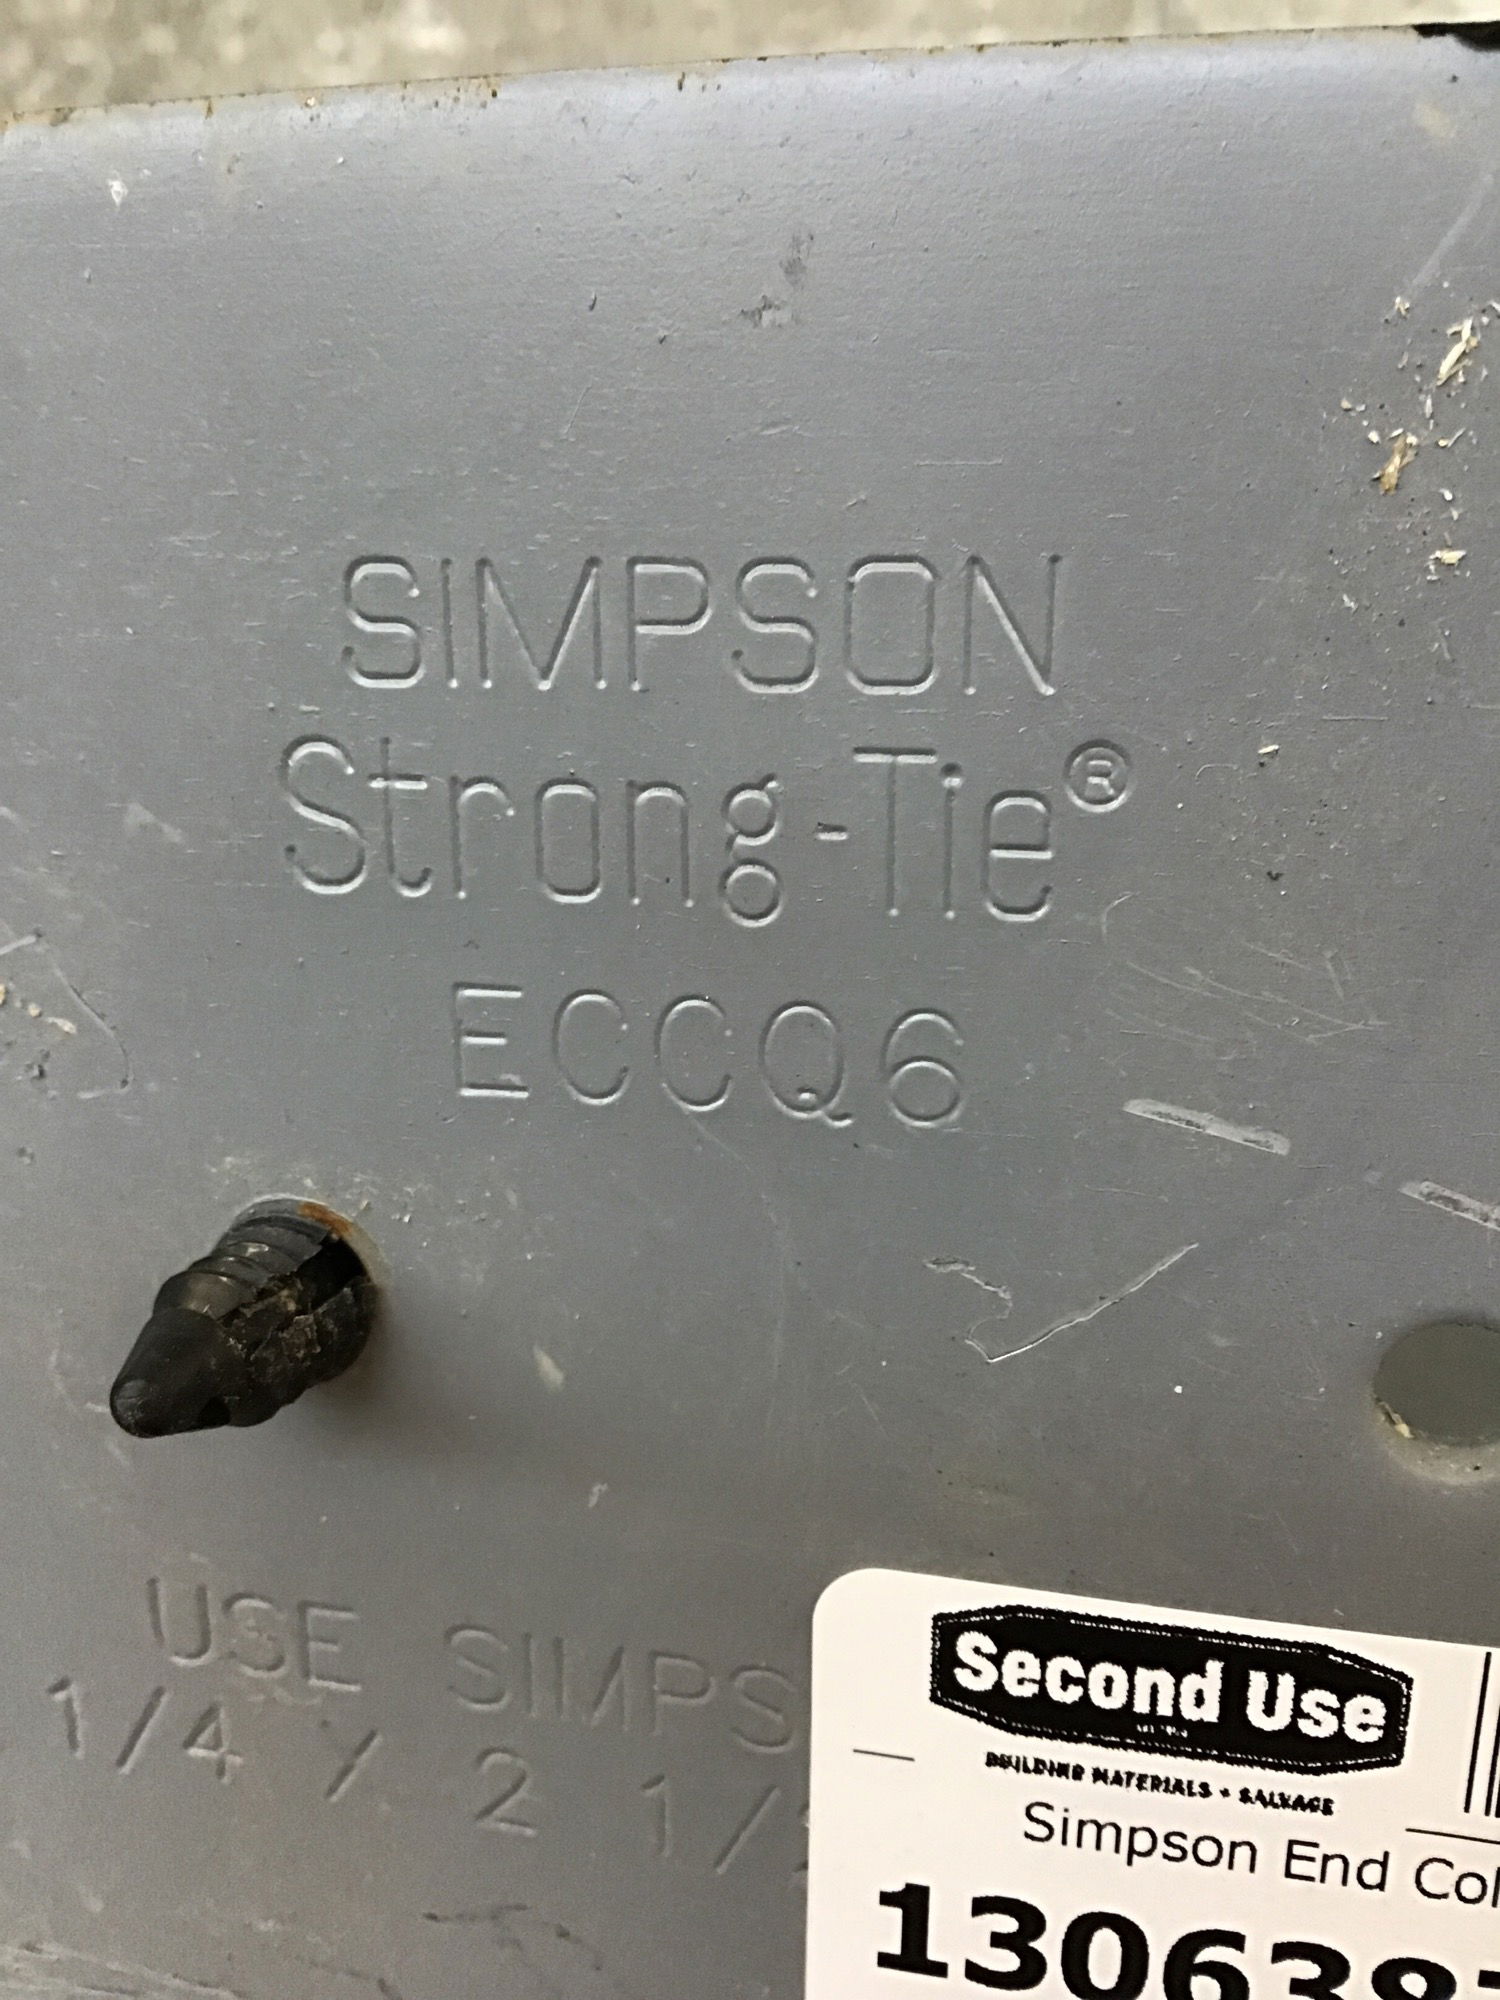 SIMPSON
Strong-Tie®
ECCQ6
USE SIMPS
1/4 / 2 1/
Second Use
BUILDING MATERIALS + SALVAGE
Simpson End Col
130638